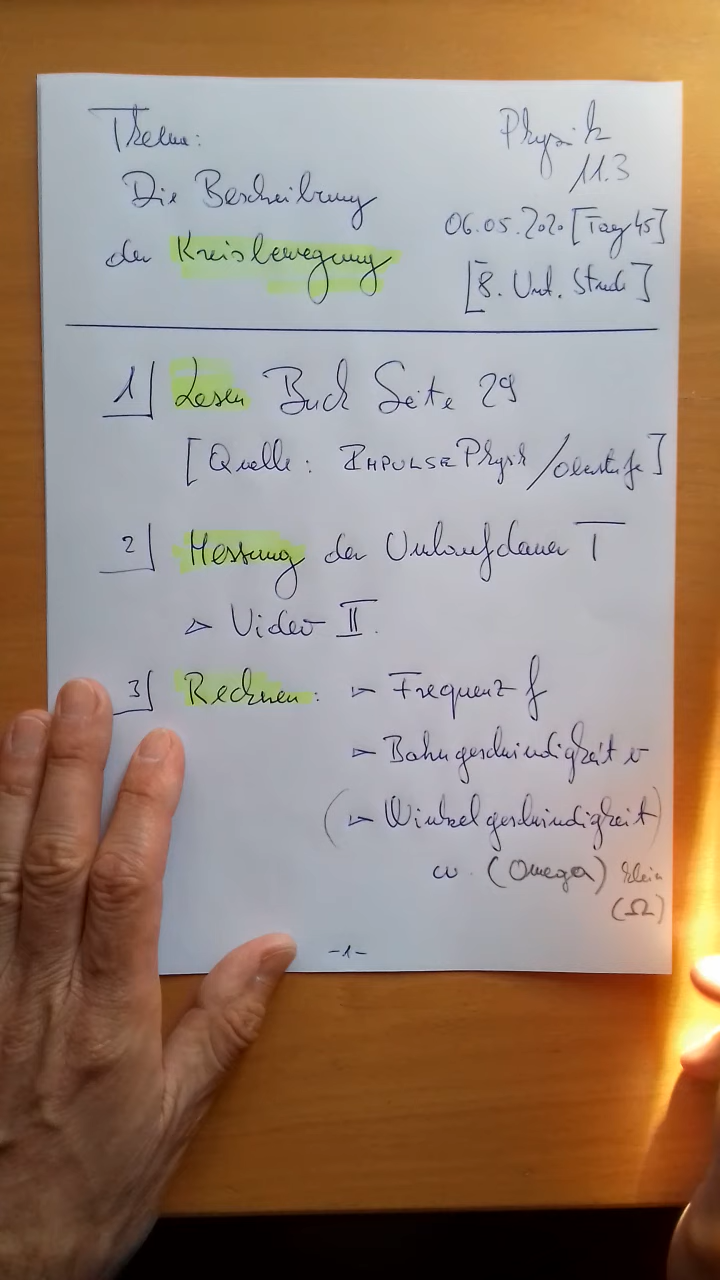 Thema:
Physik
11.3
Die Beschreibung
06.05.2020 [Tag 45]
der Kreisbewegung
[8. Unt. Stunde]
1 Lesen Buch Seite 29
[Quelle: IMPULSE Physik / Oberstufe]
2 Messung der Umlaufdauer T
▻ Video II.
3 Rechnen: ▻ Frequenz f
▻ Bahngeschwindigkeit v
(▻ Winkelgeschwindigkeit)
ω (Omega) klein
(Ω)
-1-